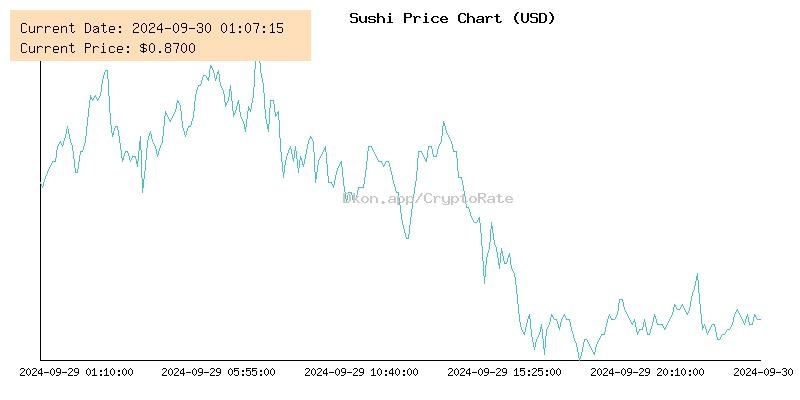 Sushi Price Chart (USD)
Current Date: 2024-09-30 01:07:15
Current Price: $0.8700
Dkon.app/CryptoRate
2024-09-29 01:10:00 2024-09-29 05:55:00 2024-09-29 10:40:00 2024-09-29 15:25:00 2024-09-29 20:10:00 2024-09-30